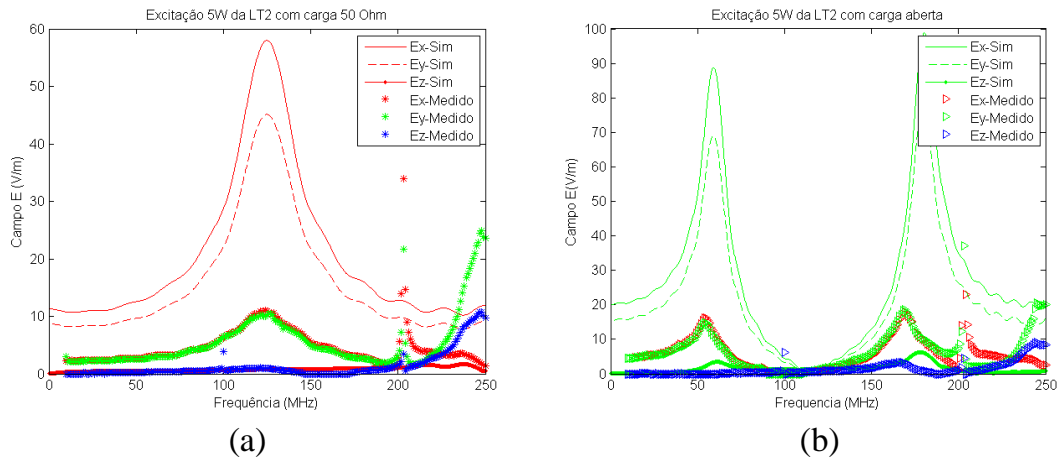 Excitação 5W da LT2 com carga 50 Ohm
60
50
40
30
20
10
0
Campo E (V/m)
Ex-Sim
Ey-Sim
Ez-Sim
Ex-Medido
Ey-Medido
Ez-Medido
0 50 100 150 200 250
Frequência (MHz)
(a)
Excitação 5W da LT2 com carga aberta
100
90
80
70
60
50
40
30
20
10
0
Campo E(V/m)
Ex-Sim
Ey-Sim
Ez-Sim
Ex-Medido
Ey-Medido
Ez-Medido
0 50 100 150 200 250
Frequencia (MHz)
(b)